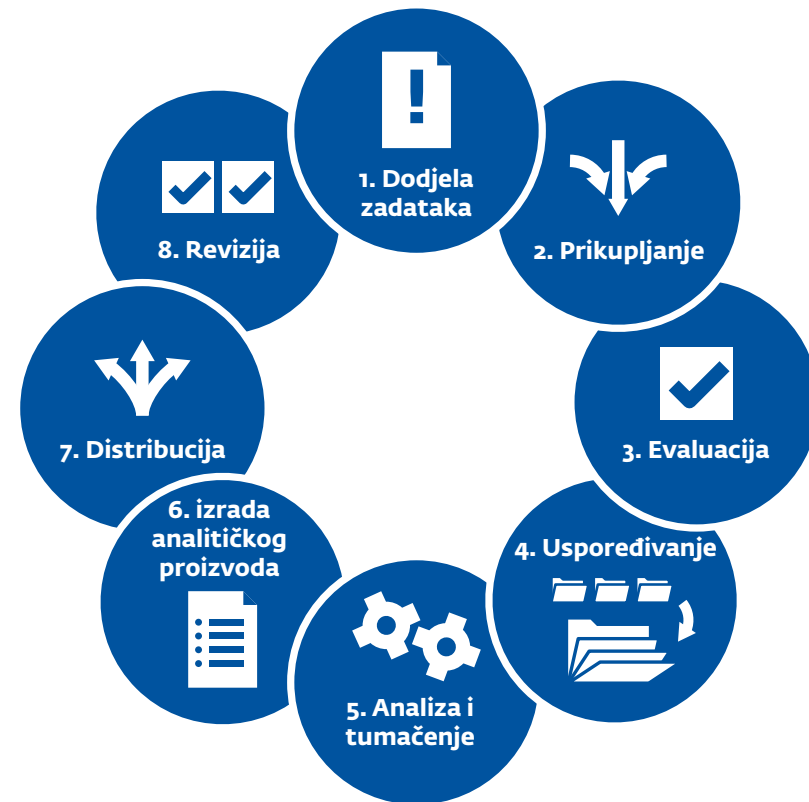 1. Dodjela
zadataka
2. Prikupljanje
3. Evaluacija
4. Uspoređivanje
5. Analiza i
tumačenje
6. izrada
analitičkog
proizvoda
7. Distribucija
8. Revizija